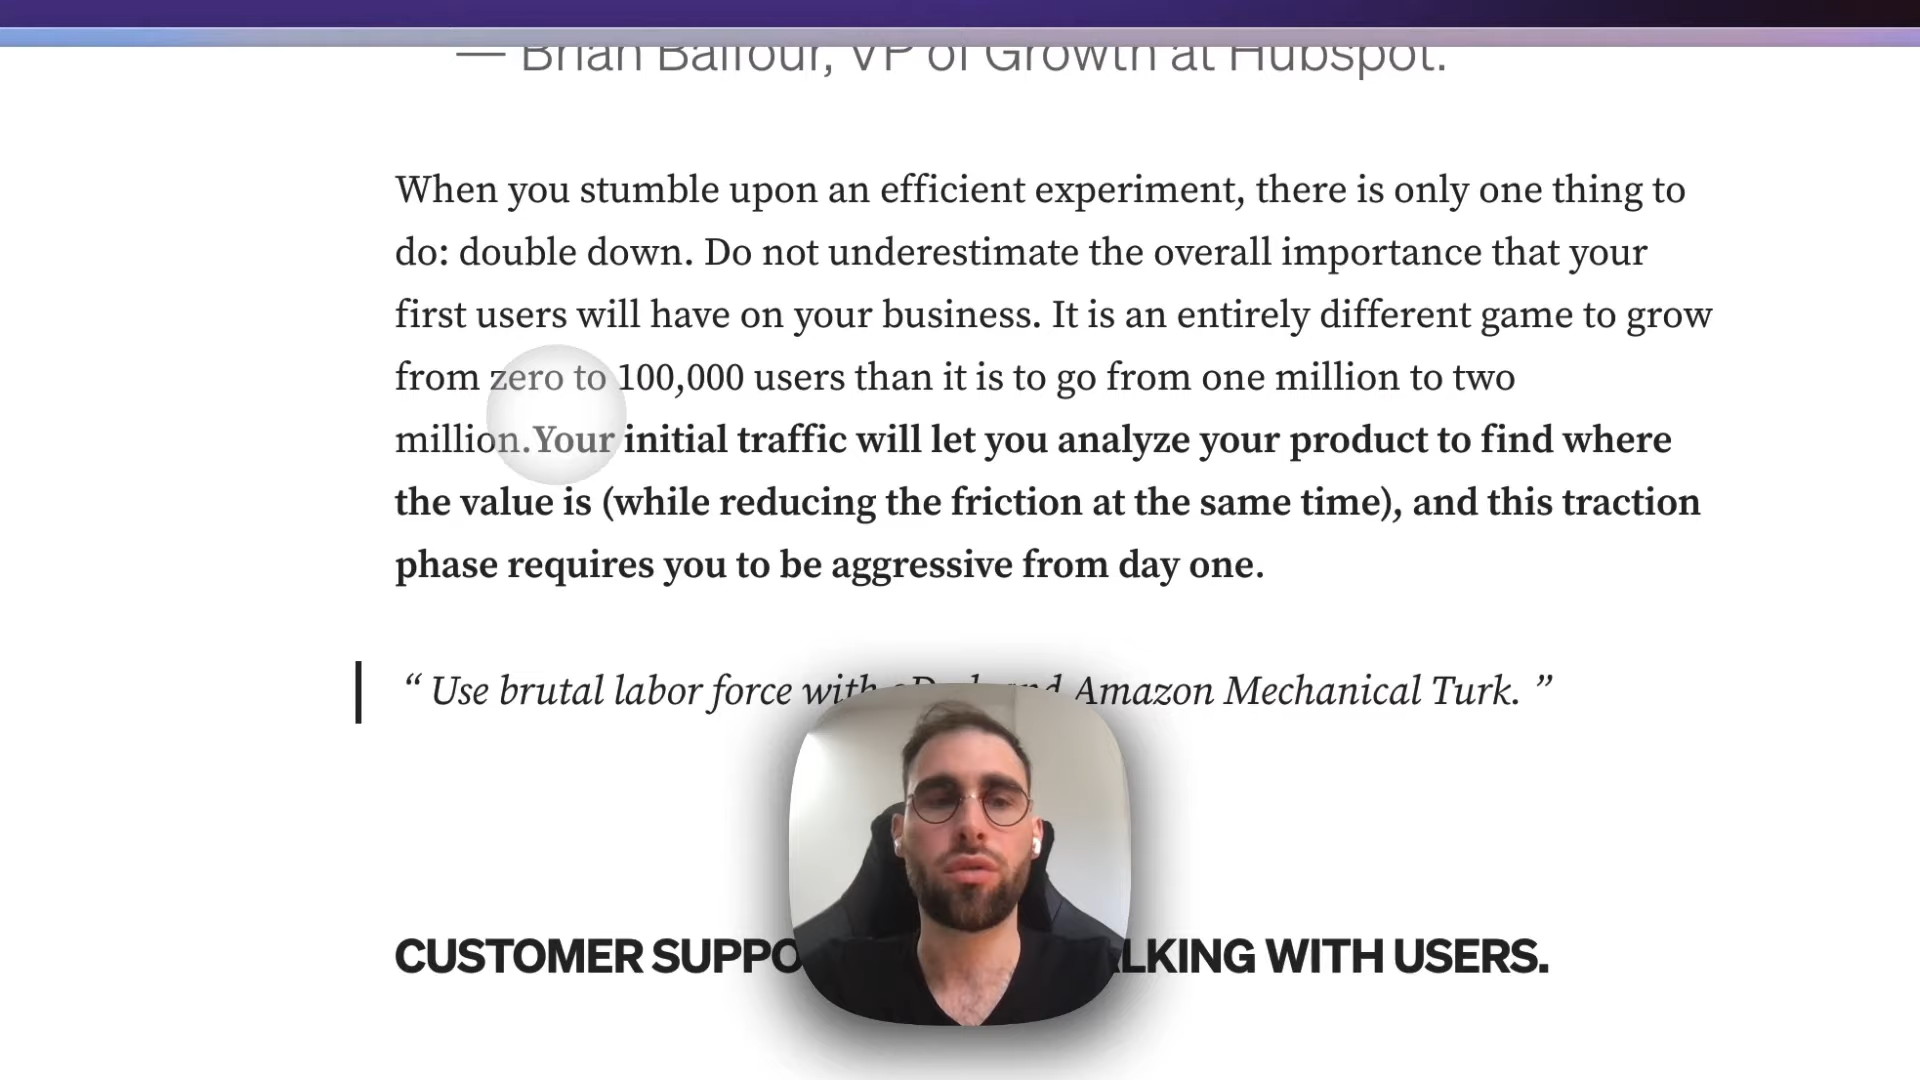 — Brian Balfour, VP of Growth at Hubspot.
When you stumble upon an efficient experiment, there is only one thing to
do: double down. Do not underestimate the overall importance that your
first users will have on your business. It is an entirely different game to grow
from zero to 100,000 users than it is to go from one million to two
million.Your initial traffic will let you analyze your product to find where
the value is (while reducing the friction at the same time), and this traction
phase requires you to be aggressive from day one.
“ Use brutal labor force with and Amazon Mechanical Turk. ”
CUSTOMER WITH USERS.